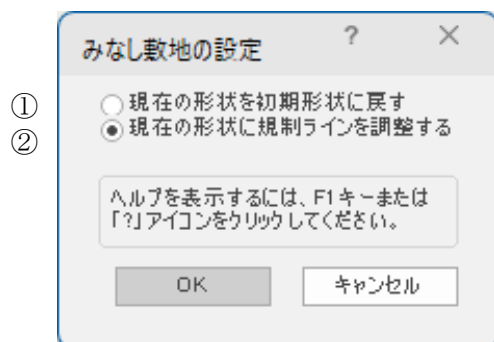 みなし敷地の設定 ? ×
① 現在の形状を初期形状に戻す
② 現在の形状に規制ラインを調整する
ヘルプを表示するには、F1キーまたは
「?」アイコンをクリックしてください。
OK キャンセル